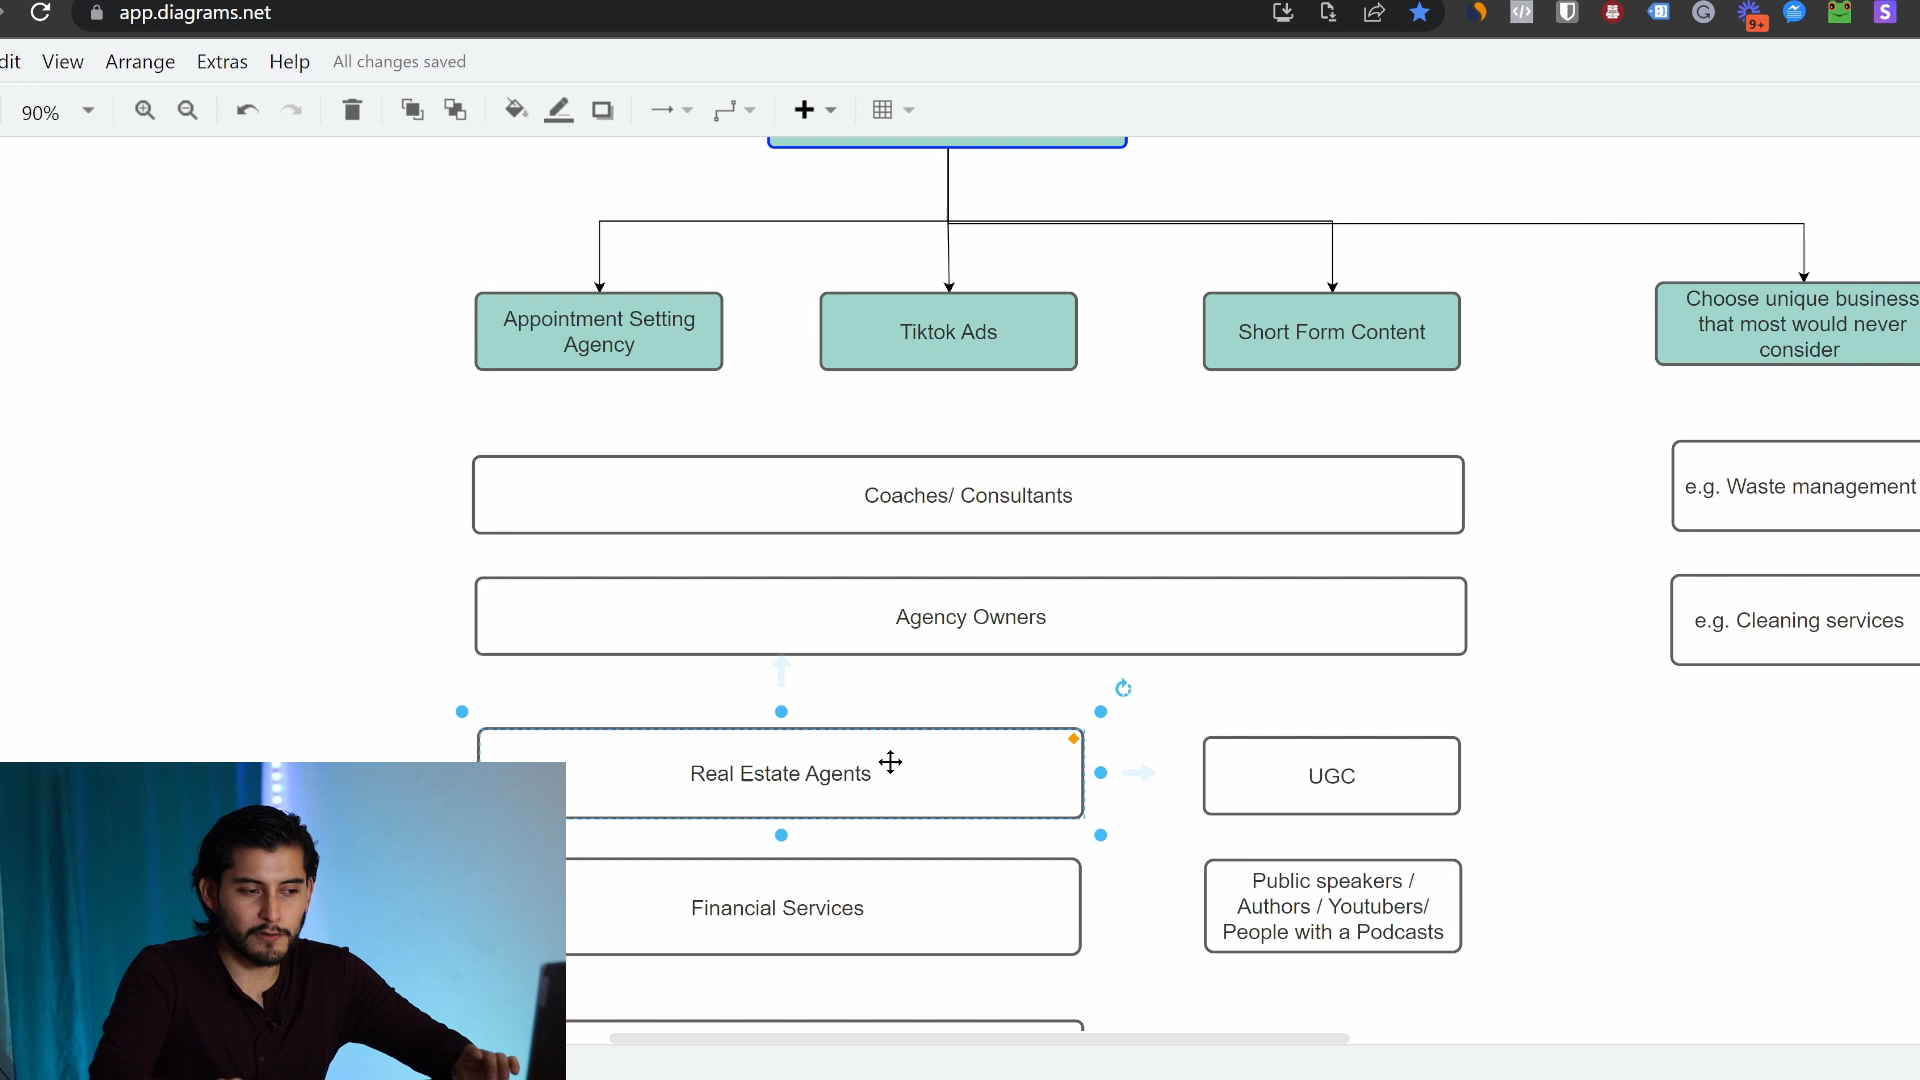 app.diagrams.net
9+
S
dit View Arrange Extras Help All changes saved
90%
Appointment Setting
Agency
Tiktok Ads
Short Form Content
Choose unique business
that most would never
consider
Coaches/ Consultants
e.g. Waste management
Agency Owners
e.g. Cleaning services
Real Estate Agents
UGC
Financial Services
Public speakers /
Authors / Youtubers/
People with a Podcasts